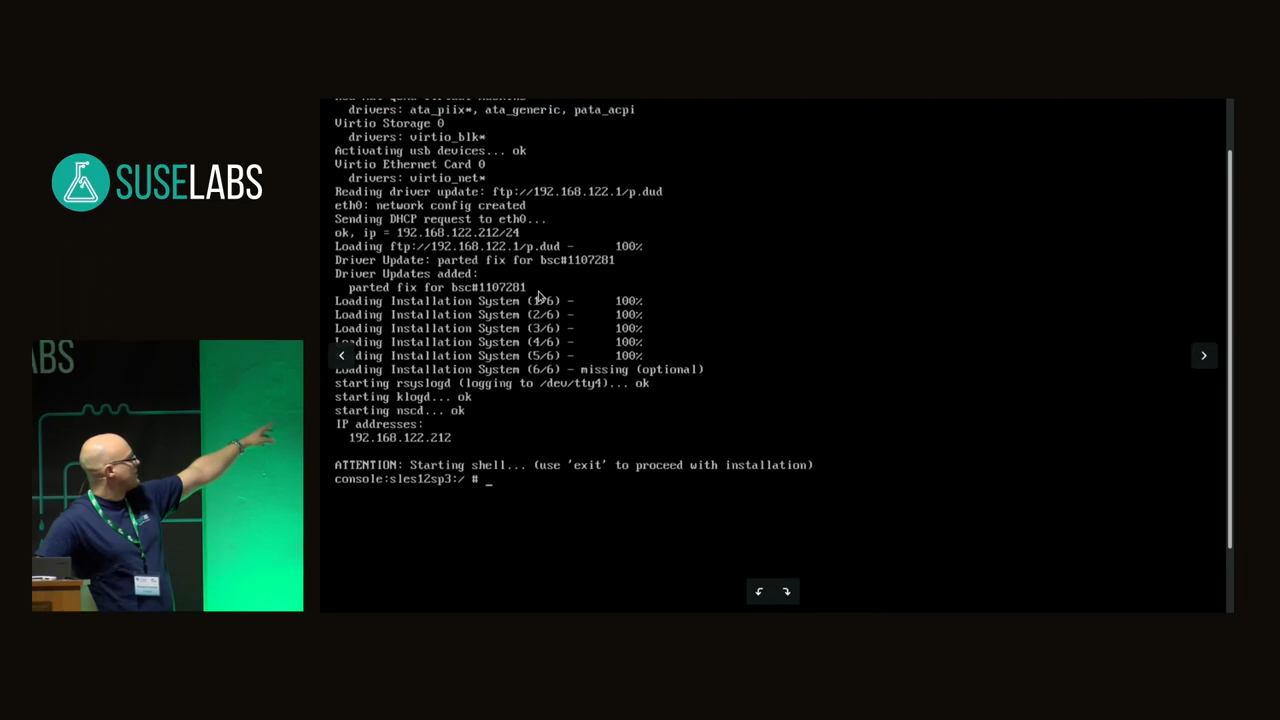 SUSELABS
drivers: ata_piix*, ata_generic, pata_acpi
Virtio Storage 0
drivers: virtio_blk*
Activating usb devices... ok
Virtio Ethernet Card 0
drivers: virtio_net*
Reading driver update: ftp://192.168.122.1/p.dud
eth0: network config created
Sending DHCP request to eth0...
ok, ip = 192.168.122.212/24
Loading ftp://192.168.122.1/p.dud - 100%
Driver Update: parted fix for bsc#1107281
Driver Updates added:
parted fix for bsc#1107281
Loading Installation System (1/6) - 100%
Loading Installation System (2/6) - 100%
Loading Installation System (3/6) - 100%
Loading Installation System (4/6) - 100%
Loading Installation System (5/6) - 100%
Loading Installation System (6/6) - missing (optional)
starting rsyslogd (logging to /dev/tty4)... ok
starting klogd... ok
starting nscd... ok
IP addresses:
192.168.122.212
ATTENTION: Starting shell... (use 'exit' to proceed with installation)
console:sles12sp3:/ # _
ABS